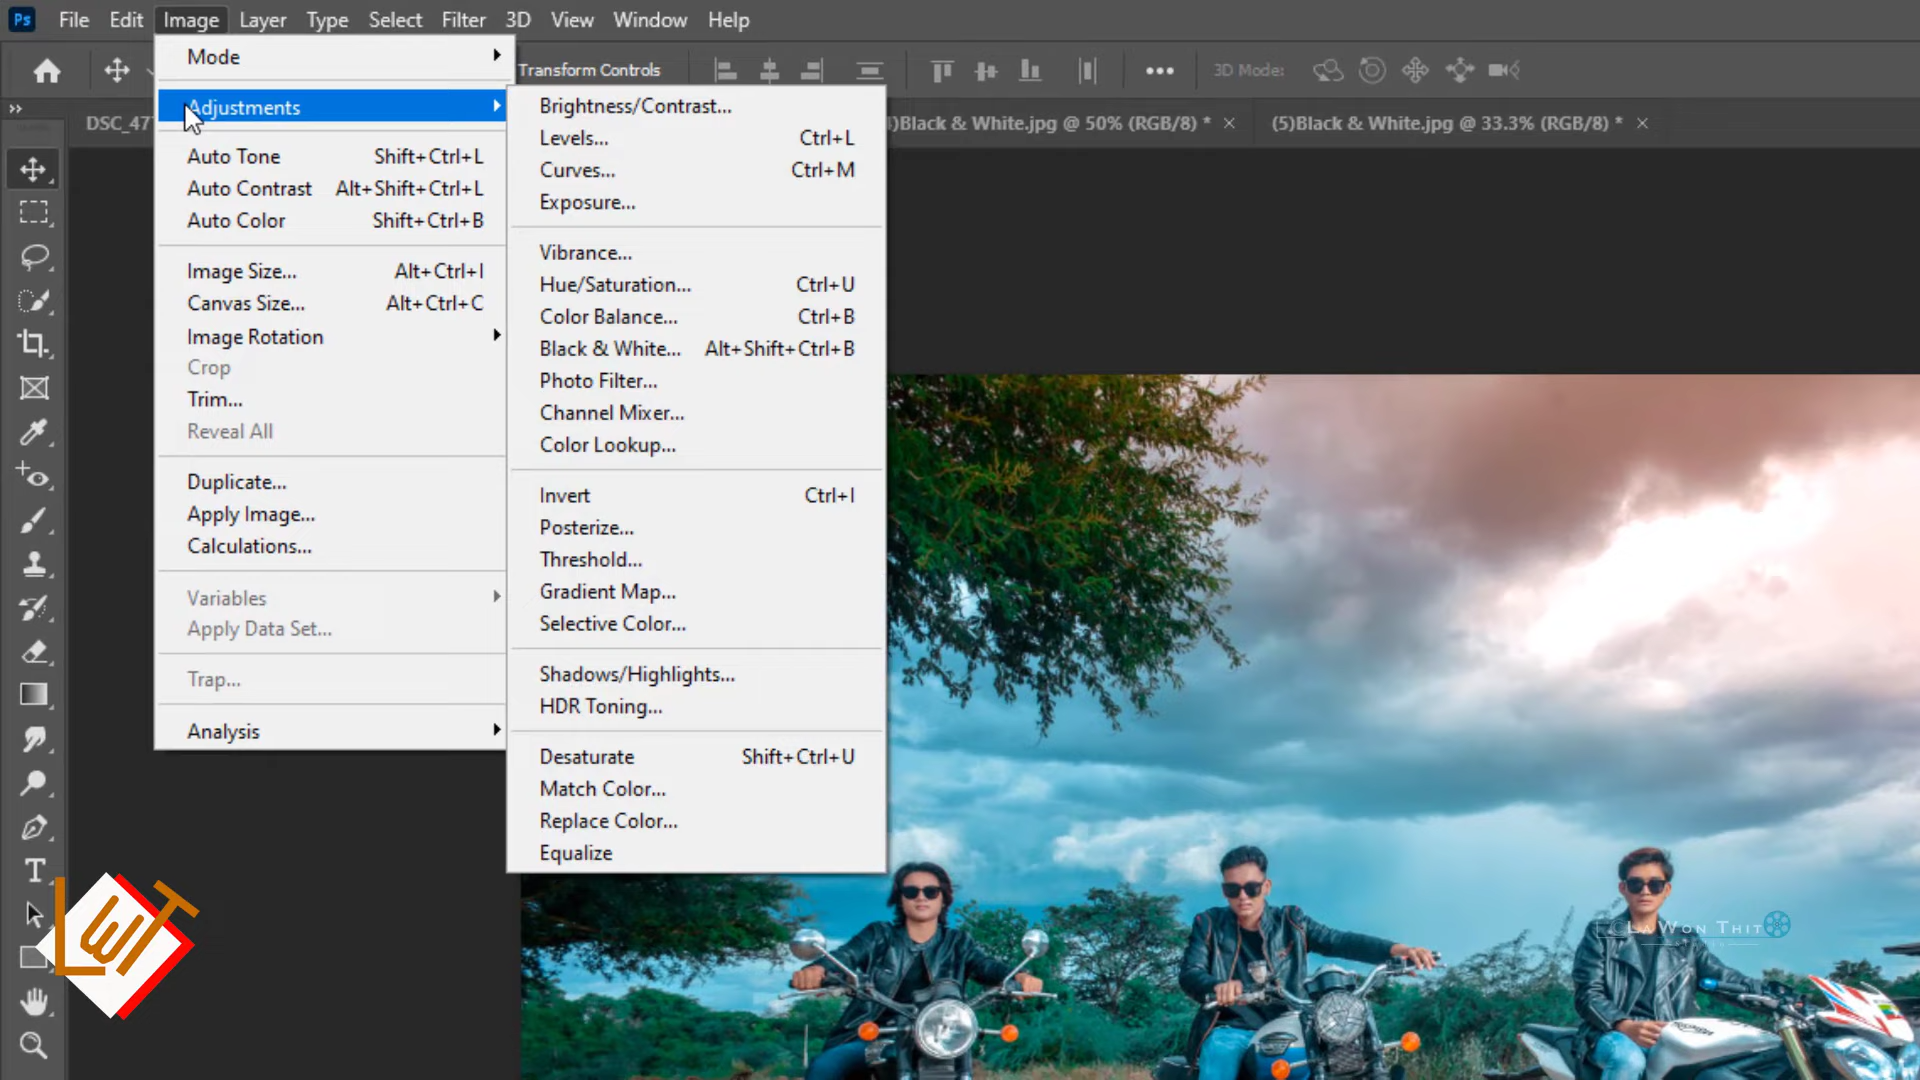 Ps File Edit Image Layer Type Select Filter 3D View Window Help
Transform Controls 3D Mode:
)Black & White.jpg @ 50% (RGB/8) * × (5)Black & White.jpg @ 33.3% (RGB/8) * ×
Mode
Adjustments
Auto Tone Shift+Ctrl+L
Auto Contrast Alt+Shift+Ctrl+L
Auto Color Shift+Ctrl+B
Image Size... Alt+Ctrl+I
Canvas Size... Alt+Ctrl+C
Image Rotation
Crop
Trim...
Reveal All
Duplicate...
Apply Image...
Calculations...
Variables
Apply Data Set...
Trap...
Analysis
Brightness/Contrast...
Levels... Ctrl+L
Curves... Ctrl+M
Exposure...
Vibrance...
Hue/Saturation... Ctrl+U
Color Balance... Ctrl+B
Black & White... Alt+Shift+Ctrl+B
Photo Filter...
Channel Mixer...
Color Lookup...
Invert Ctrl+I
Posterize...
Threshold...
Gradient Map...
Selective Color...
Shadows/Highlights...
HDR Toning...
Desaturate Shift+Ctrl+U
Match Color...
Replace Color...
Equalize
LWT
LaWon Thit
TRIUMPH